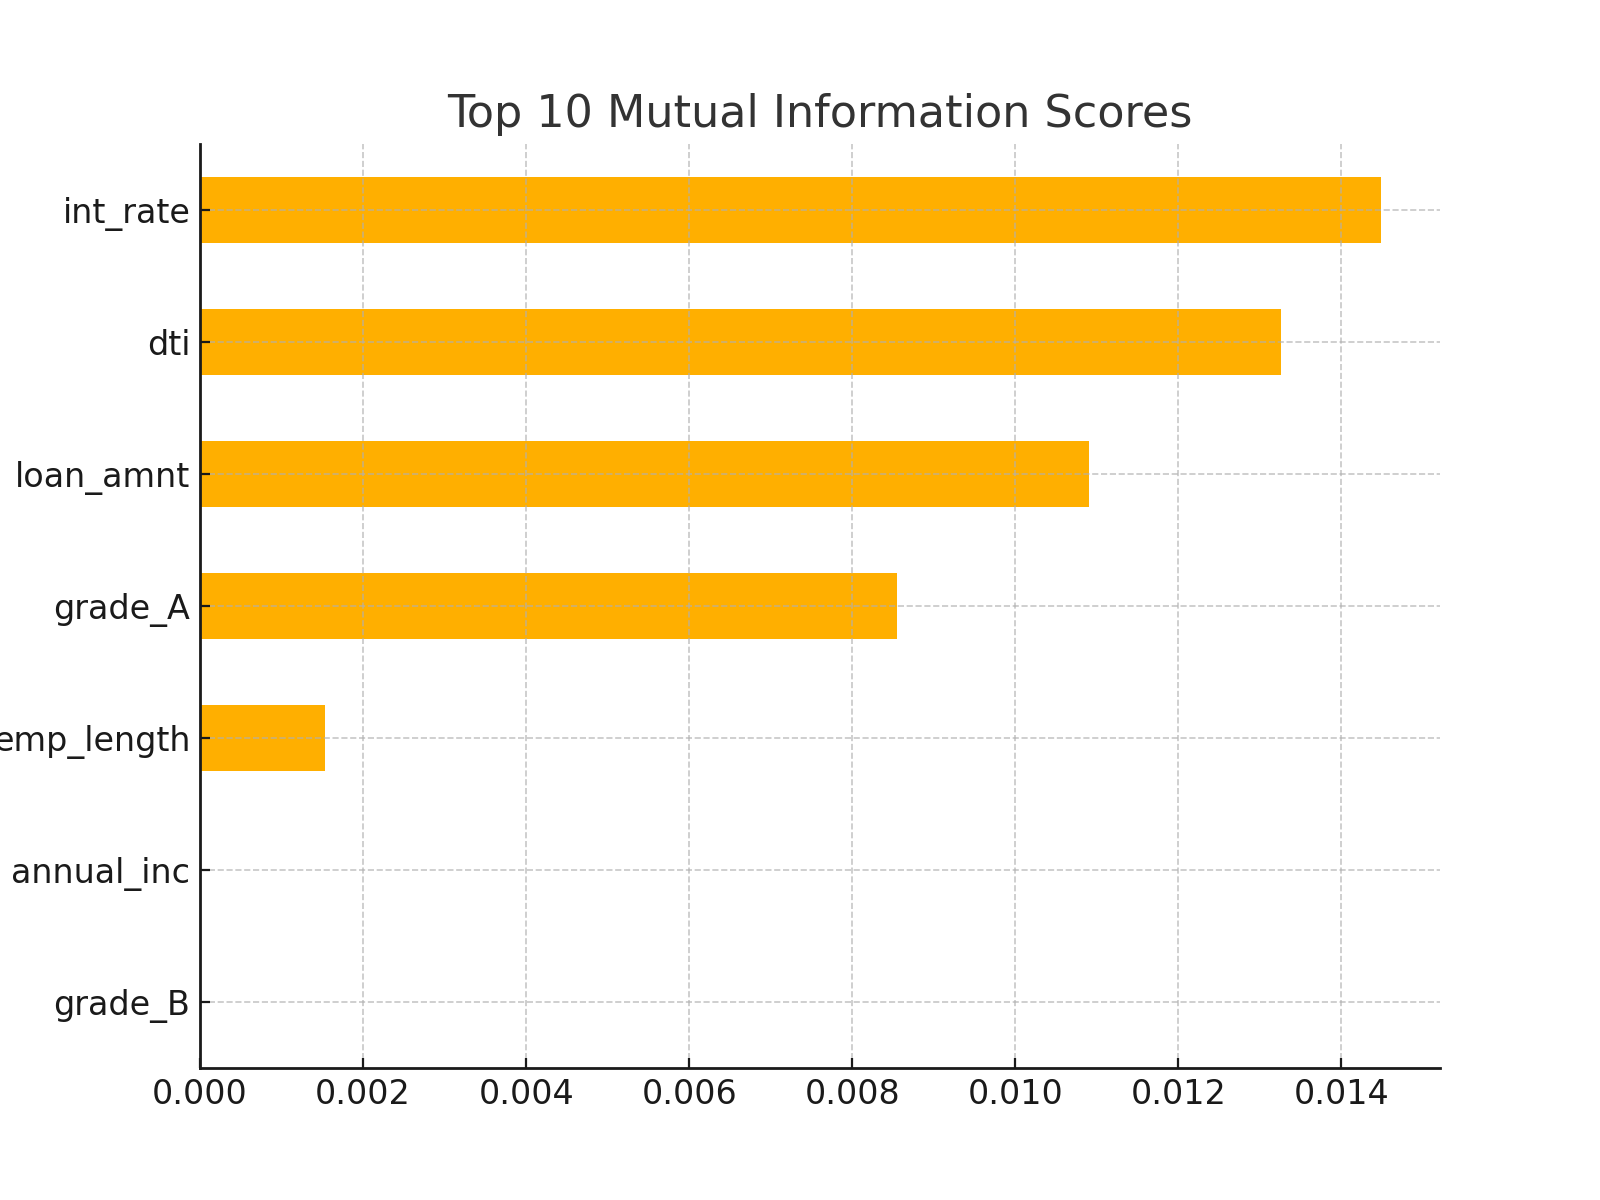 Top 10 Mutual Information Scores
int_rate
dti
loan_amnt
grade_A
emp_length
annual_inc
grade_B
0.000 0.002 0.004 0.006 0.008 0.010 0.012 0.014